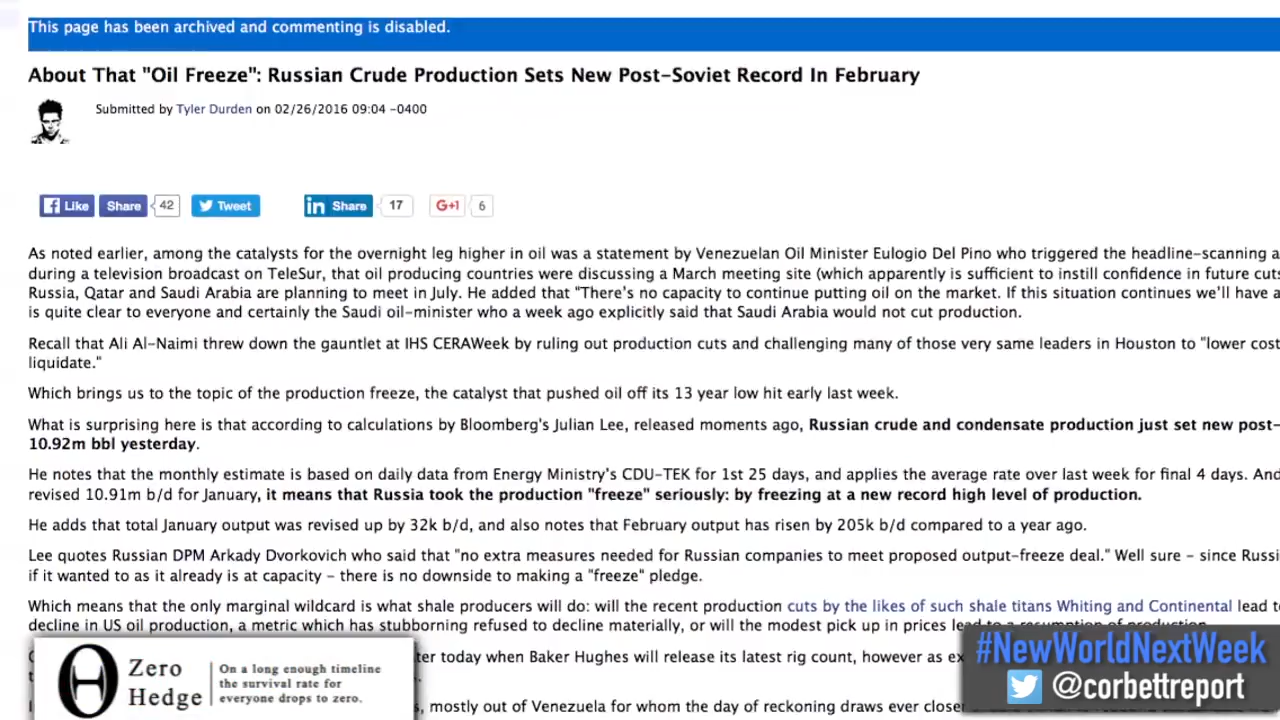 This page has been archived and commenting is disabled.
About That "Oil Freeze": Russian Crude Production Sets New Post-Soviet Record In February
Submitted by Tyler Durden on 02/26/2016 09:04 -0400
Like Share 42 Tweet Share 17 G+1 6
As noted earlier, among the catalysts for the overnight leg higher in oil was a statement by Venezuelan Oil Minister Eulogio Del Pino who triggered the headline-scanning a
during a television broadcast on TeleSur, that oil producing countries were discussing a March meeting site (which apparently is sufficient to instill confidence in future cuts
Russia, Qatar and Saudi Arabia are planning to meet in July. He added that "There's no capacity to continue putting oil on the market. If this situation continues we'll have a
is quite clear to everyone and certainly the Saudi oil-minister who a week ago explicitly said that Saudi Arabia would not cut production.
Recall that Ali Al-Naimi threw down the gauntlet at IHS CERAWeek by ruling out production cuts and challenging many of those very same leaders in Houston to "lower cost
liquidate."
Which brings us to the topic of the production freeze, the catalyst that pushed oil off its 13 year low hit early last week.
What is surprising here is that according to calculations by Bloomberg's Julian Lee, released moments ago, Russian crude and condensate production just set new post-
10.92m bbl yesterday.
He notes that the monthly estimate is based on daily data from Energy Ministry's CDU-TEK for 1st 25 days, and applies the average rate over last week for final 4 days. And
revised 10.91m b/d for January, it means that Russia took the production "freeze" seriously: by freezing at a new record high level of production.
He adds that total January output was revised up by 32k b/d, and also notes that February output has risen by 205k b/d compared to a year ago.
Lee quotes Russian DPM Arkady Dvorkovich who said that "no extra measures needed for Russian companies to meet proposed output-freeze deal." Well sure - since Russi
if it wanted to as it already is at capacity - there is no downside to making a "freeze" pledge.
Which means that the only marginal wildcard is what shale producers will do: will the recent production cuts by the likes of such shale titans Whiting and Continental lead to
decline in US oil production, a metric which has stubborning refused to decline materially, or will the modest pick up in prices lead to a resumption of production.
ter today when Baker Hughes will release its latest rig count, however as ex
, mostly out of Venezuela for whom the day of reckoning draws ever closer
Zero Hedge
On a long enough timeline
the survival rate for
everyone drops to zero.
#NewWorldNextWeek
@corbettreport